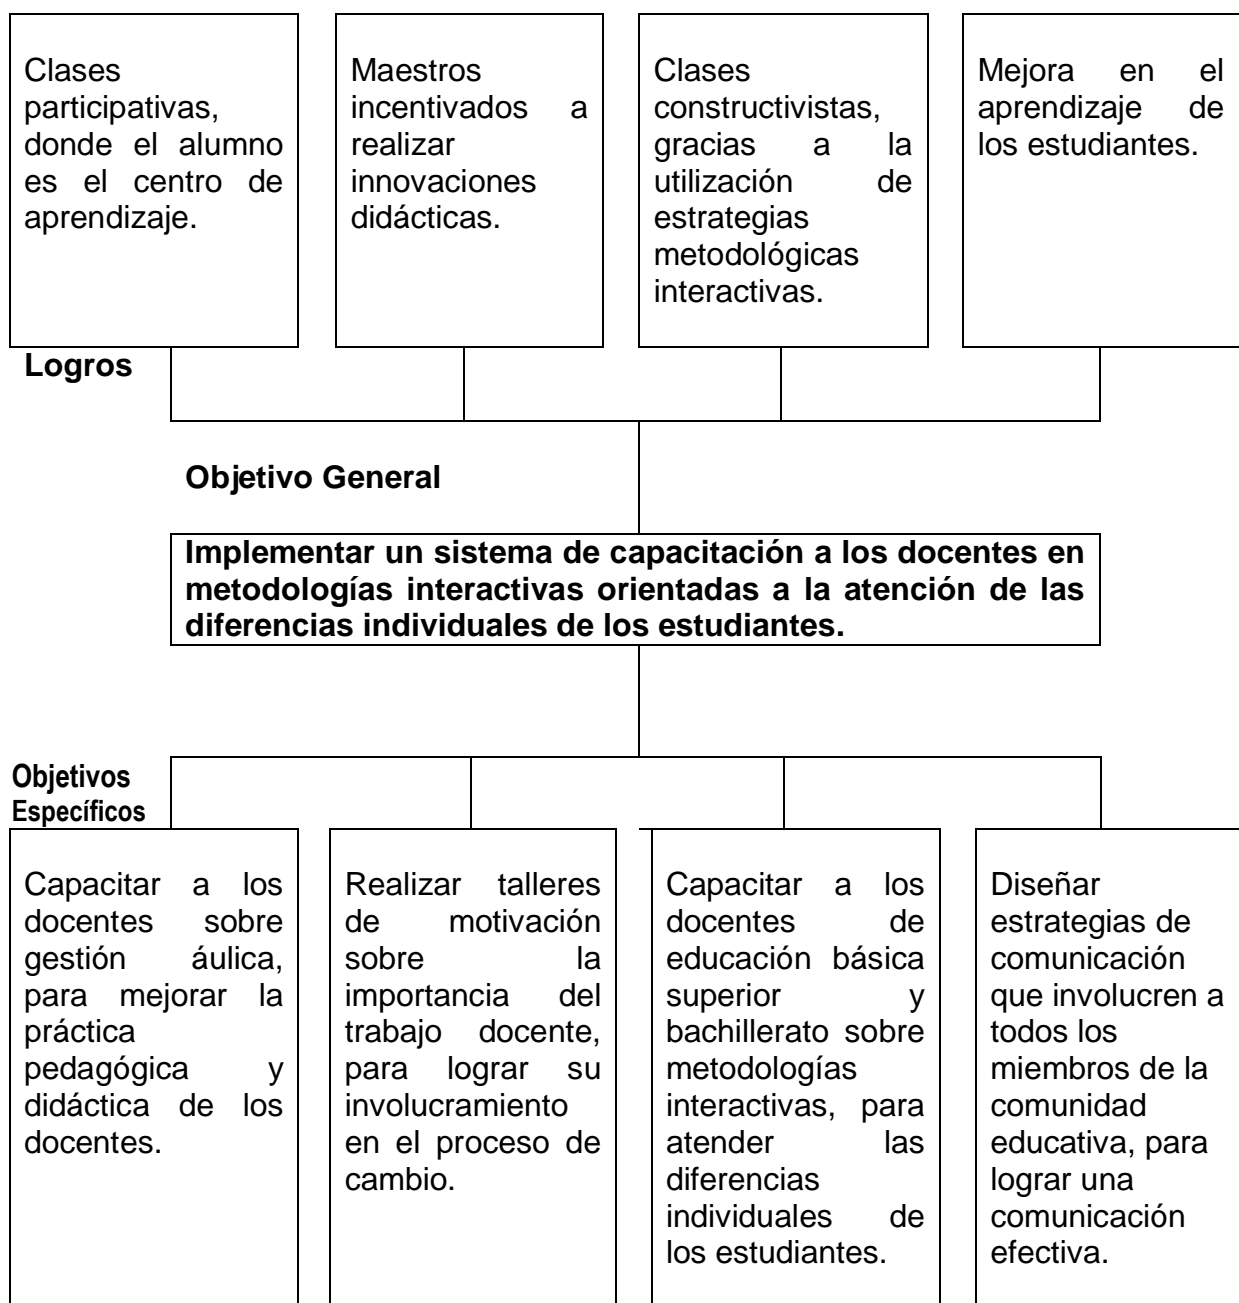 Clases
participativas,
donde el alumno
es el centro de
aprendizaje.
Maestros
incentivados a
realizar
innovaciones
didácticas.
Clases
constructivistas,
gracias a la
utilización de
estrategias
metodológicas
interactivas.
Mejora en el
aprendizaje de
los estudiantes.
Logros
Objetivo General
Implementar un sistema de capacitación a los docentes en
metodologías interactivas orientadas a la atención de las
diferencias individuales de los estudiantes.
Objetivos
Específicos
Capacitar a los
docentes sobre
gestión áulica,
para mejorar la
práctica
pedagógica y
didáctica de los
docentes.
Realizar talleres
de motivación
sobre la
importancia del
trabajo docente,
para lograr su
involucramiento
en el proceso de
cambio.
Capacitar a los
docentes de
educación básica
superior y
bachillerato sobre
metodologías
interactivas, para
atender las
diferencias
individuales de
los estudiantes.
Diseñar
estrategias de
comunicación
que involucren a
todos los
miembros de la
comunidad
educativa, para
lograr una
comunicación
efectiva.